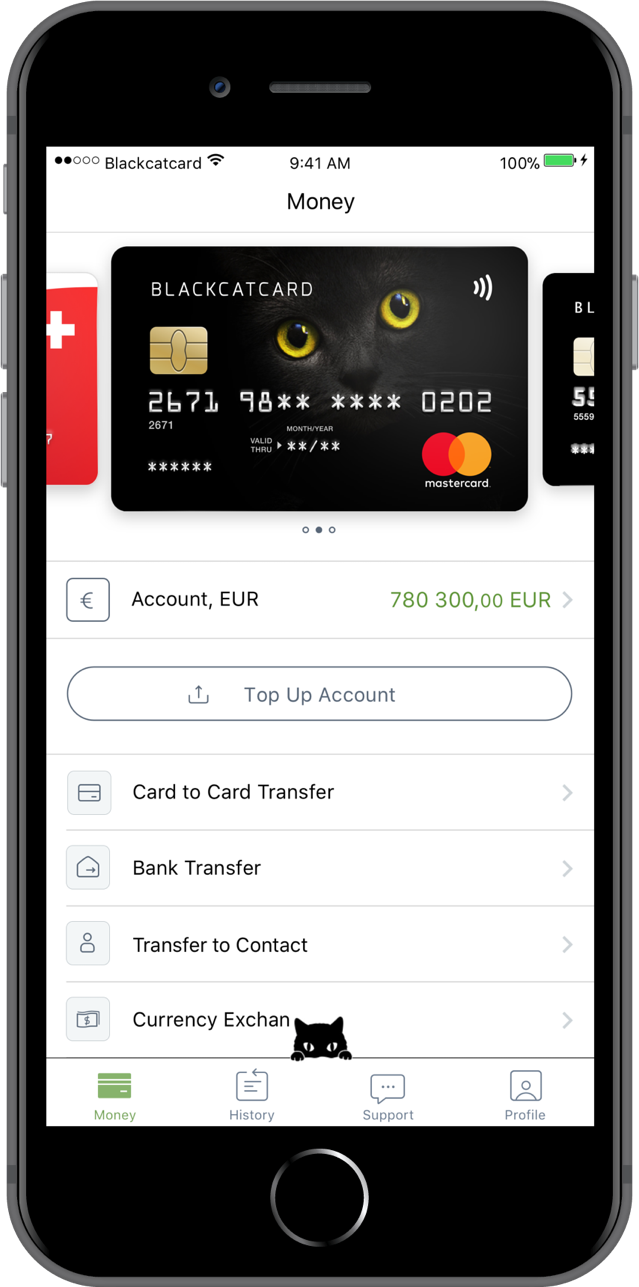 Blackcatcard 9:41 AM 100%
Money
BLACKCATCARD
BL
2671 98** **** 0202
2671
MONTH/YEAR
VALID THRU **/**
******
mastercard.
7
55
5559
***
Account, EUR 780 300,00 EUR
Top Up Account
Card to Card Transfer
Bank Transfer
Transfer to Contact
Currency Exchan
$
Money History Support Profile